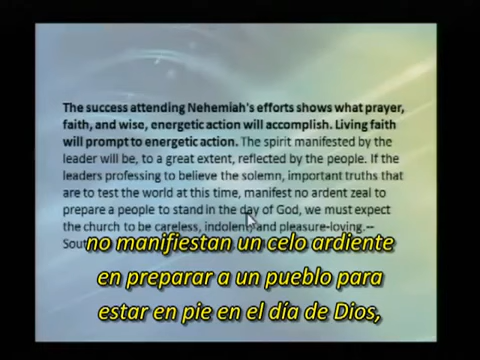 The success attending Nehemiah's efforts shows what prayer,
faith, and wise, energetic action will accomplish. Living faith
will prompt to energetic action. The spirit manifested by the
leader will be, to a great extent, reflected by the people. If the
leaders professing to believe the solemn, important truths that
are to test the world at this time, manifest no ardent zeal to
prepare a people to stand in the day of God, we must expect
the church to be careless, indolent, and pleasure-loving.--
Sou
no manifiestan un celo ardiente
en preparar a un pueblo para
estar en pie en el día de Dios,